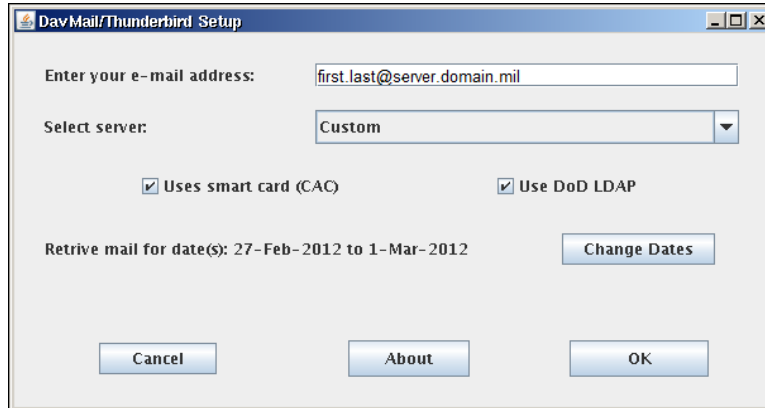 DavMail/Thunderbird Setup
Enter your e-mail address: first.last@server.domain.mil
Select server: Custom
Uses smart card (CAC) Use DoD LDAP
Retrive mail for date(s): 27-Feb-2012 to 1-Mar-2012 Change Dates
Cancel About OK